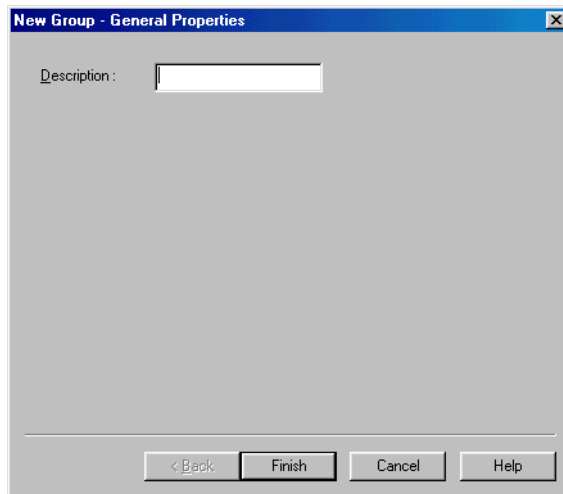 New Group - General Properties
Description :
< Back Finish Cancel Help